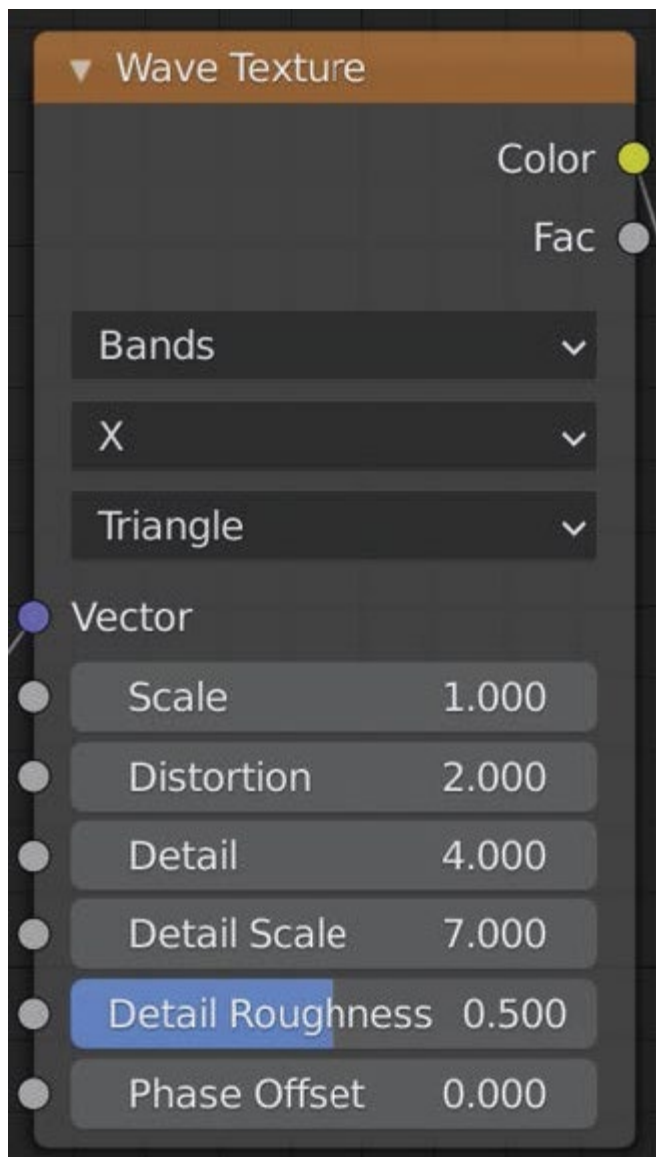 Wave Texture
Color
Fac
Bands
X
Triangle
Vector
Scale 1.000
Distortion 2.000
Detail 4.000
Detail Scale 7.000
Detail Roughness 0.500
Phase Offset 0.000